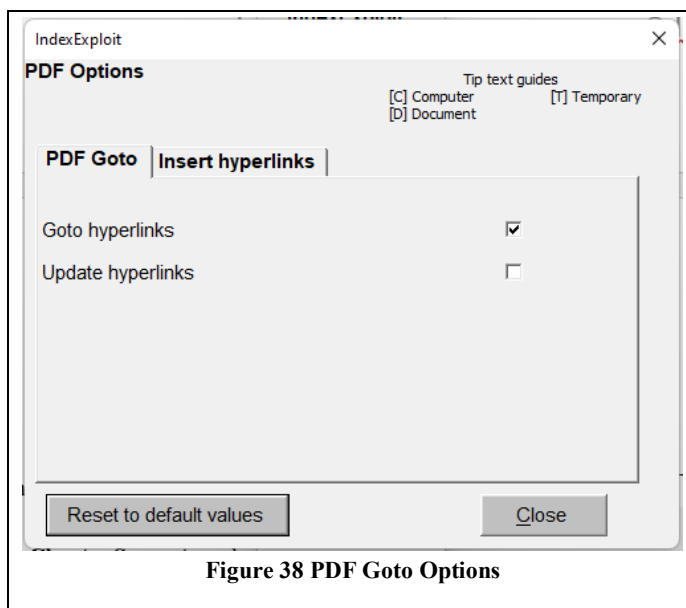 IndexExploit
PDF Options
Tip text guides
[C] Computer [T] Temporary
[D] Document
PDF Goto Insert hyperlinks
Goto hyperlinks
Update hyperlinks
Reset to default values Close
Figure 38 PDF Goto Options